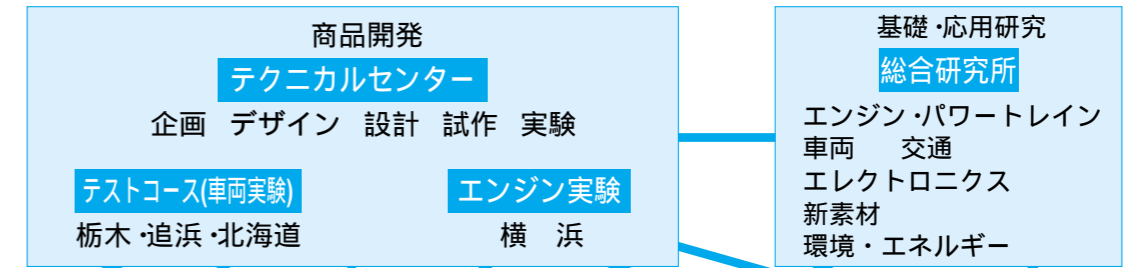 商品開発
テクニカルセンター
企画 デザイン 設計 試作 実験
テストコース(車両実験)
栃木・追浜・北海道
エンジン実験
横 浜
基礎・応用研究
総合研究所
エンジン・パワートレイン
車両 交通
エレクトロニクス
新素材
環境・エネルギー